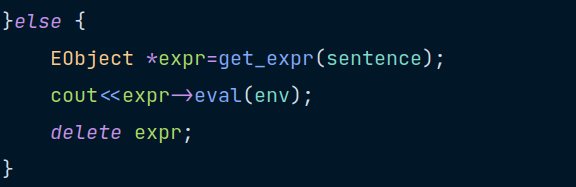 }else {
    EObject *expr=get_expr(sentence);
    cout<<expr->eval(env);
    delete expr;
}